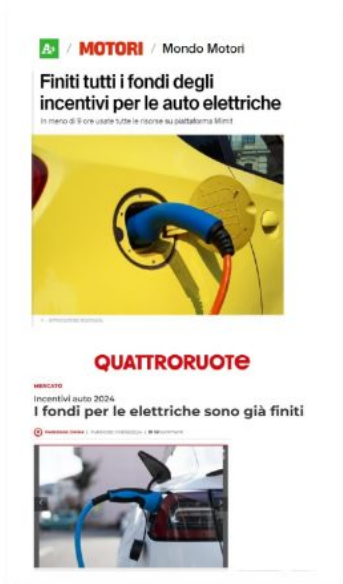 A / MOTORI / Mondo Motori
Finiti tutti i fondi degli
incentivi per le auto elettriche
In meno di 9 ore usate tutte le risorse su piattaforma Mimit
QUATTRORUOTe
MERCATO
Incentivi auto 2024
I fondi per le elettriche sono già finiti